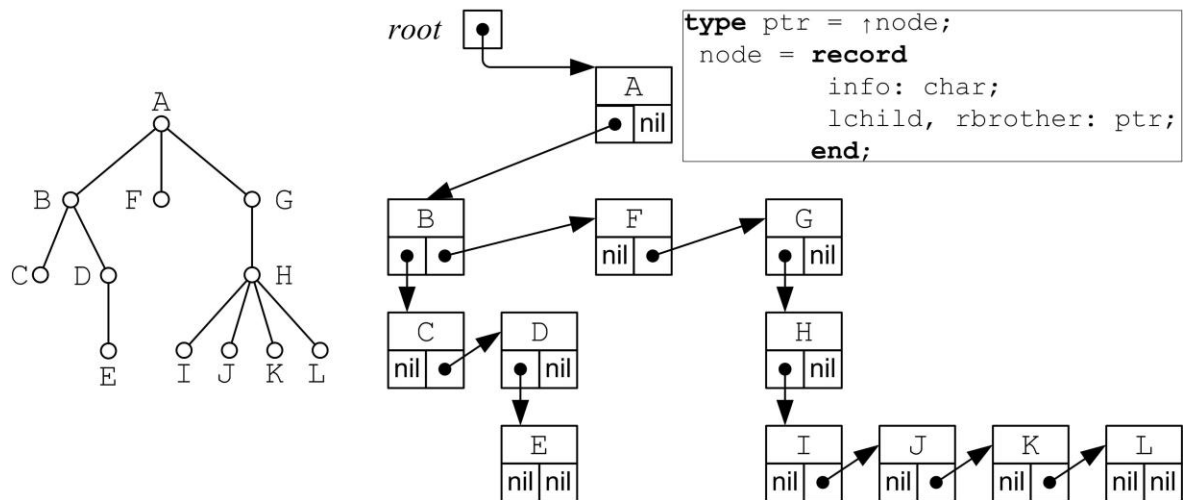 root
type ptr = ↑node;
node = record
info: char;
lchild, rbrother: ptr;
end;
A
nil
A
B
F
G
B
F
nil
G
nil
C
D
H
C
nil
D
nil
H
nil
E
I
J
K
L
E
nil
nil
I
nil
J
nil
K
nil
L
nil
nil